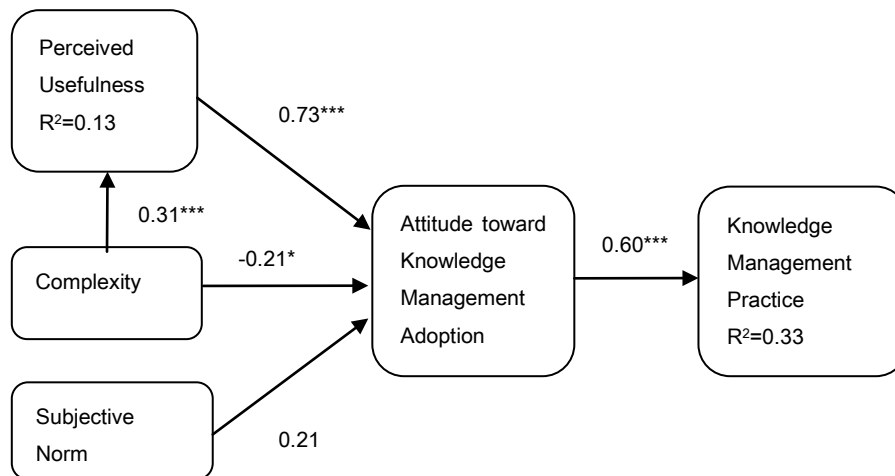 Perceived
Usefulness
R²=0.13
0.73***
0.31***
Complexity
-0.21*
Attitude toward
Knowledge
Management
Adoption
0.60***
Knowledge
Management
Practice
R²=0.33
Subjective
Norm
0.21